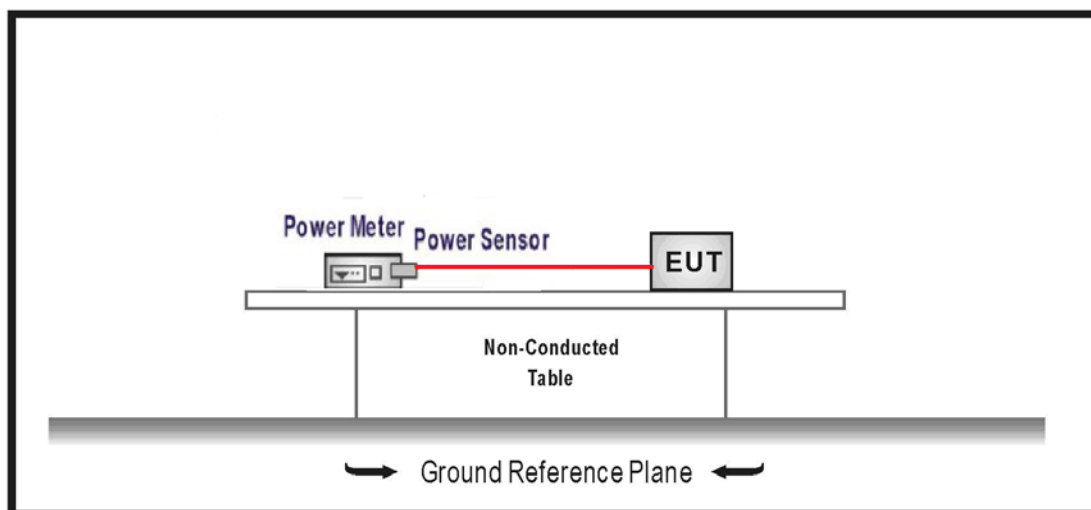 Power Meter
Power Sensor
EUT
Non-Conducted
Table
Ground Reference Plane